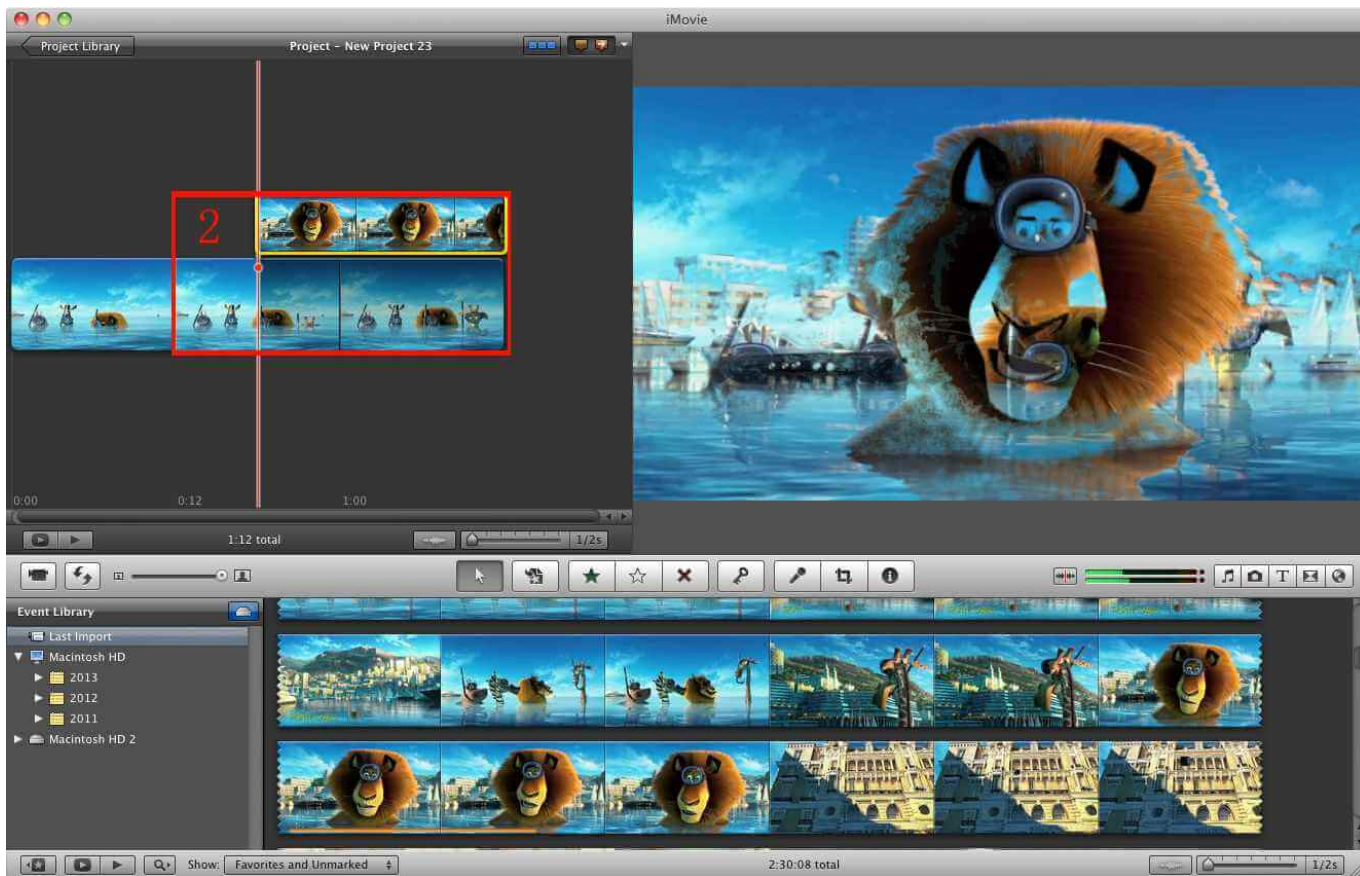 iMovie
Project Library
Project - New Project 23
2
0:00
0:12
1:00
1:12 total
1/2s
T
Event Library
Last Import
Macintosh HD
2013
2012
2011
Macintosh HD 2
Show:
Favorites and Unmarked
2:30:08 total
1/2s